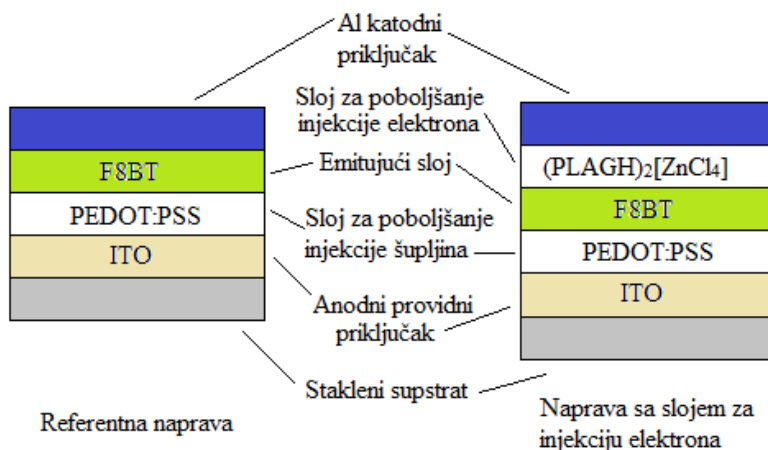 Al katodni
priključak
Sloj za poboljšanje
injekcije elektrona
Emitujući sloj
Sloj za poboljšanje
injekcije šupljina
Anodni providni
priključak
Stakleni supstrat
F8BT
PEDOT:PSS
ITO
Referentna naprava
(PLAGH)₂[ZnCl₄]
F8BT
PEDOT:PSS
ITO
Naprava sa slojem za
injekciju elektrona